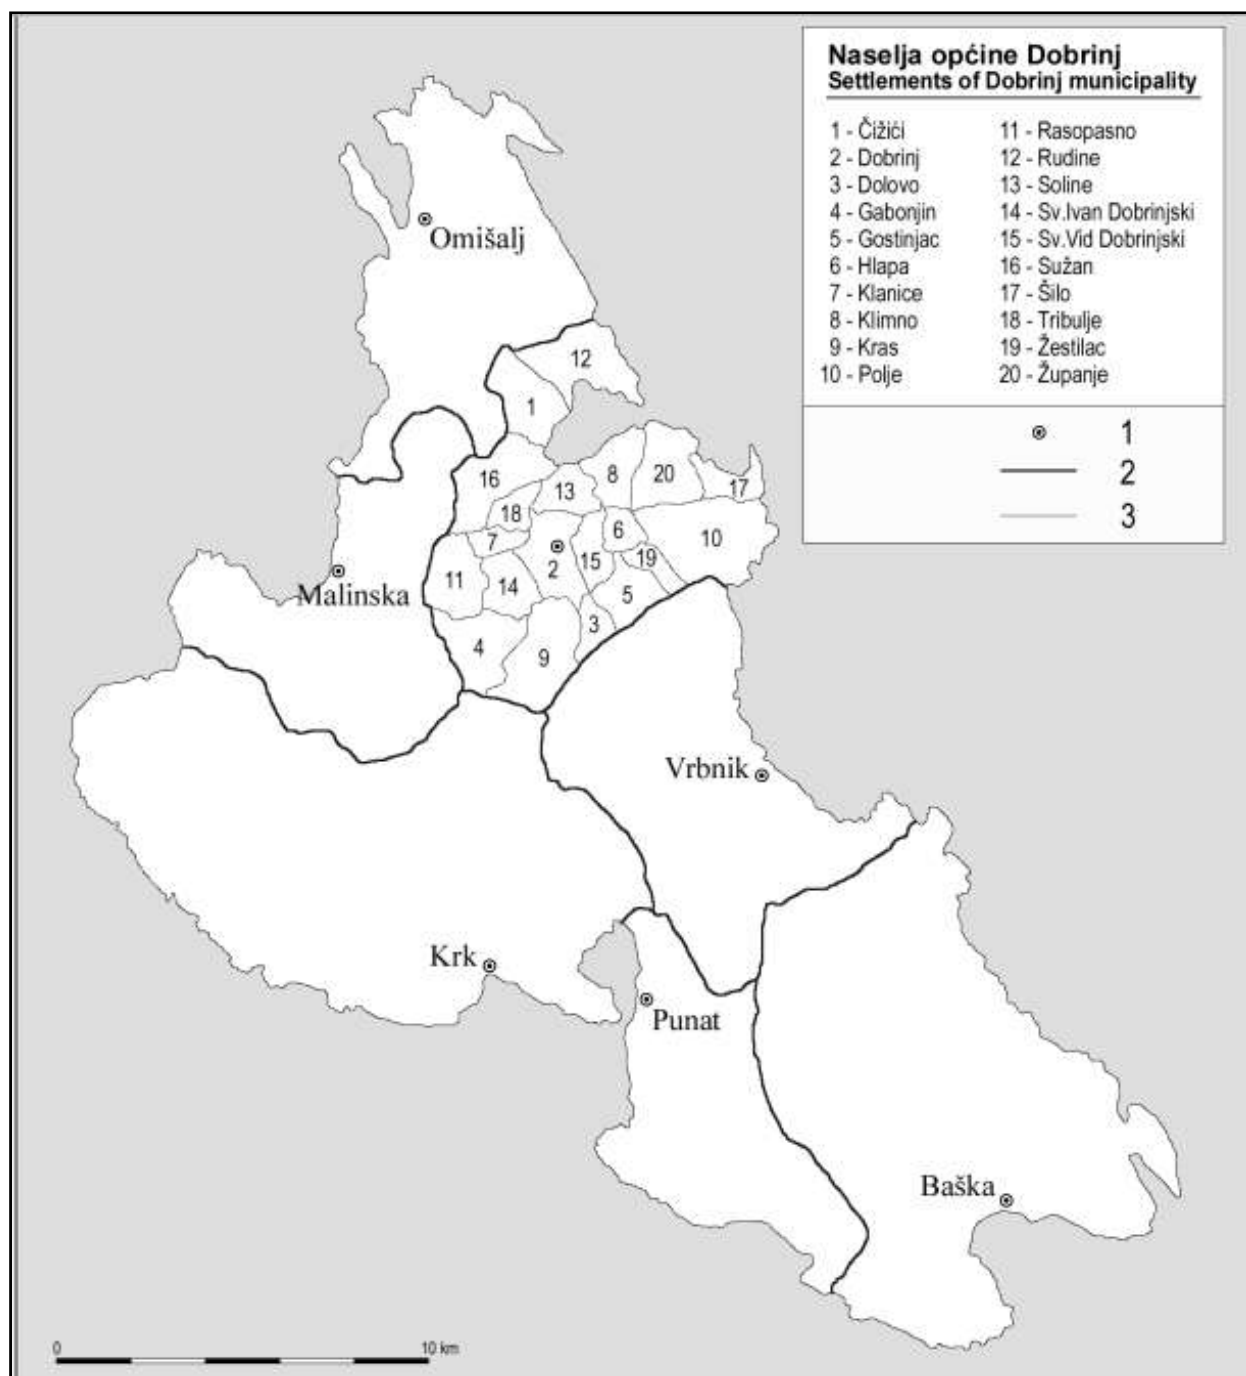 Naselja općine Dobrinj
Settlements of Dobrinj municipality
1 - Čižići
2 - Dobrinj
3 - Dolovo
4 - Gabonjin
5 - Gostinjac
6 - Hlapa
7 - Klanice
8 - Klimno
9 - Kras
10 - Polje
11 - Rasopasno
12 - Rudine
13 - Soline
14 - Sv.Ivan Dobrinjski
15 - Sv.Vid Dobrinjski
16 - Sužan
17 - Šilo
18 - Tribulje
19 - Žestilac
20 - Županje
1
2
3
Omišalj
12
1
16
8
20
17
13
18
6
10
7
15
19
11
14
2
5
3
4
9
Malinska
Vrbnik
Krk
Punat
Baška
0
10 km